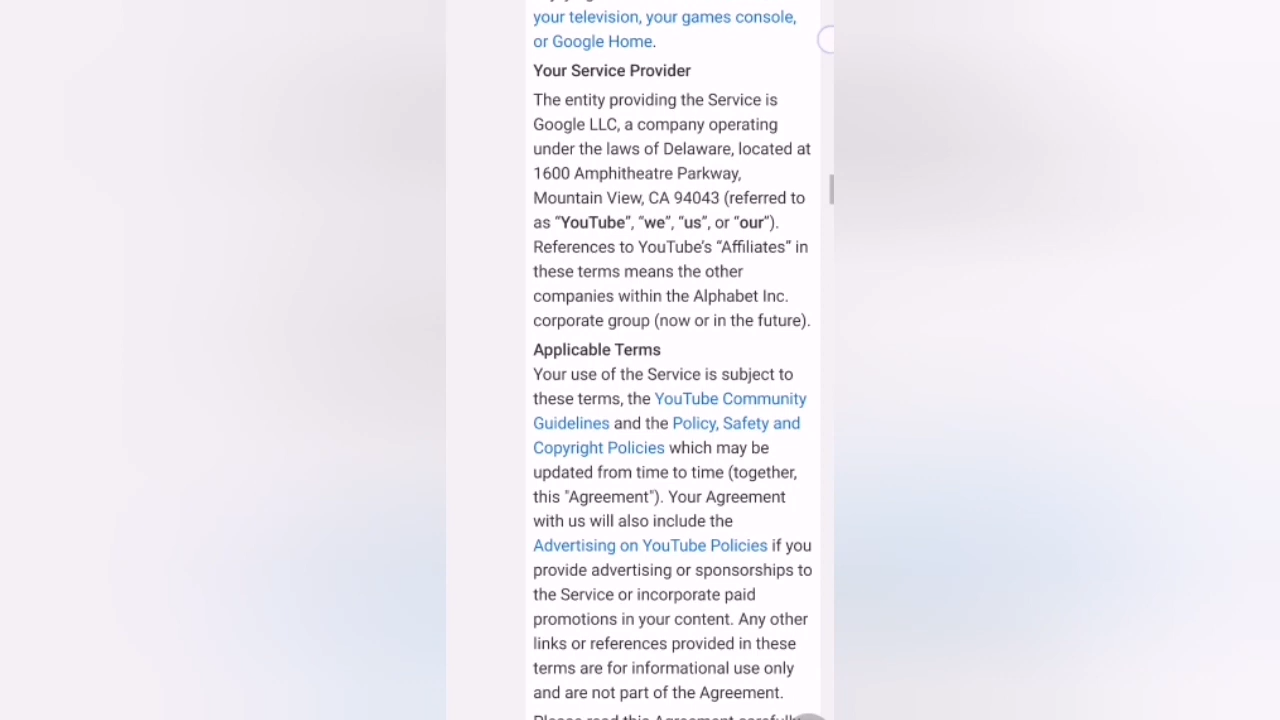 your television, your games console,
or Google Home.
Your Service Provider
The entity providing the Service is
Google LLC, a company operating
under the laws of Delaware, located at
1600 Amphitheatre Parkway,
Mountain View, CA 94043 (referred to
as “YouTube”, “we”, “us”, or “our”).
References to YouTube’s “Affiliates” in
these terms means the other
companies within the Alphabet Inc.
corporate group (now or in the future).
Applicable Terms
Your use of the Service is subject to
these terms, the YouTube Community
Guidelines and the Policy, Safety and
Copyright Policies which may be
updated from time to time (together,
this "Agreement"). Your Agreement
with us will also include the
Advertising on YouTube Policies if you
provide advertising or sponsorships to
the Service or incorporate paid
promotions in your content. Any other
links or references provided in these
terms are for informational use only
and are not part of the Agreement.
Please read this Agreement carefully